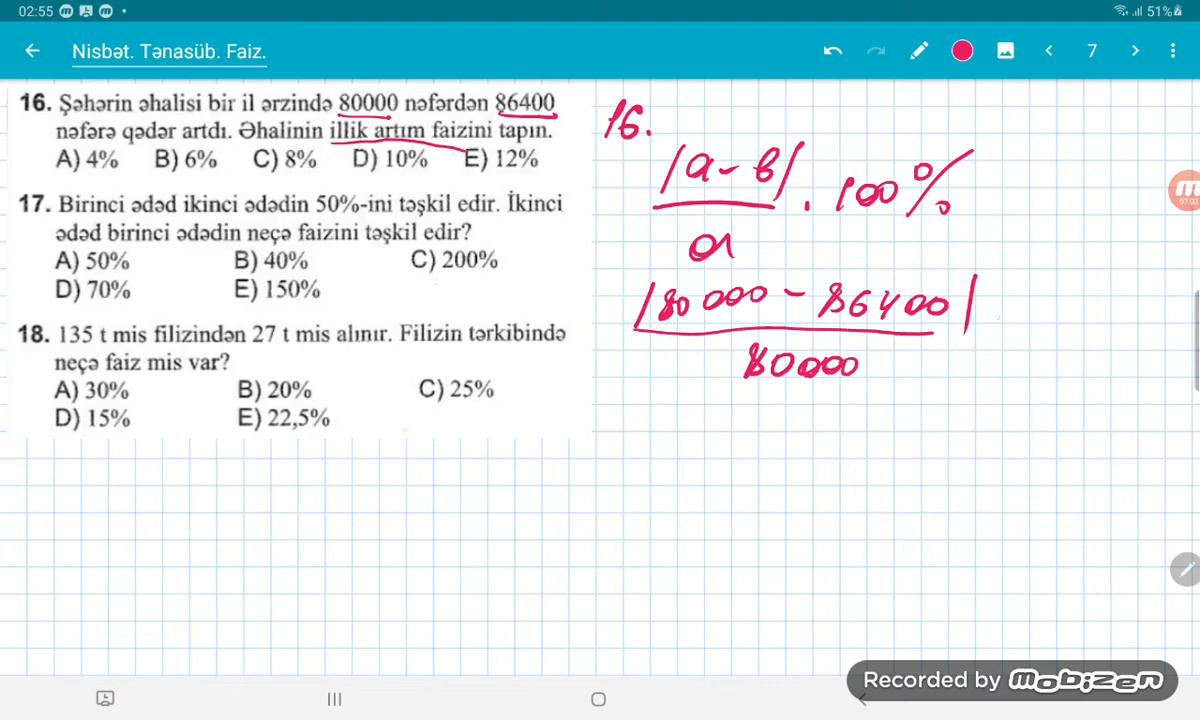 02:55
51%
Nisbət. Tənasüb. Faiz.
7
16. Şəhərin əhalisi bir il ərzində 80000 nəfərdən 86400
nəfərə qədər artdı. Əhalinin illik artım faizini tapın.
A) 4% B) 6% C) 8% D) 10% E) 12%
17. Birinci ədəd ikinci ədədin 50%-ini təşkil edir. İkinci
ədəd birinci ədədin neçə faizini təşkil edir?
A) 50% B) 40% C) 200%
D) 70% E) 150%
18. 135 t mis filizindən 27 t mis alınır. Filizin tərkibində
neçə faiz mis var?
A) 30% B) 20% C) 25%
D) 15% E) 22,5%
16.
|a - b| . 100%
a
|80000 - 86400|
80000
07:02
Recorded by mobizen